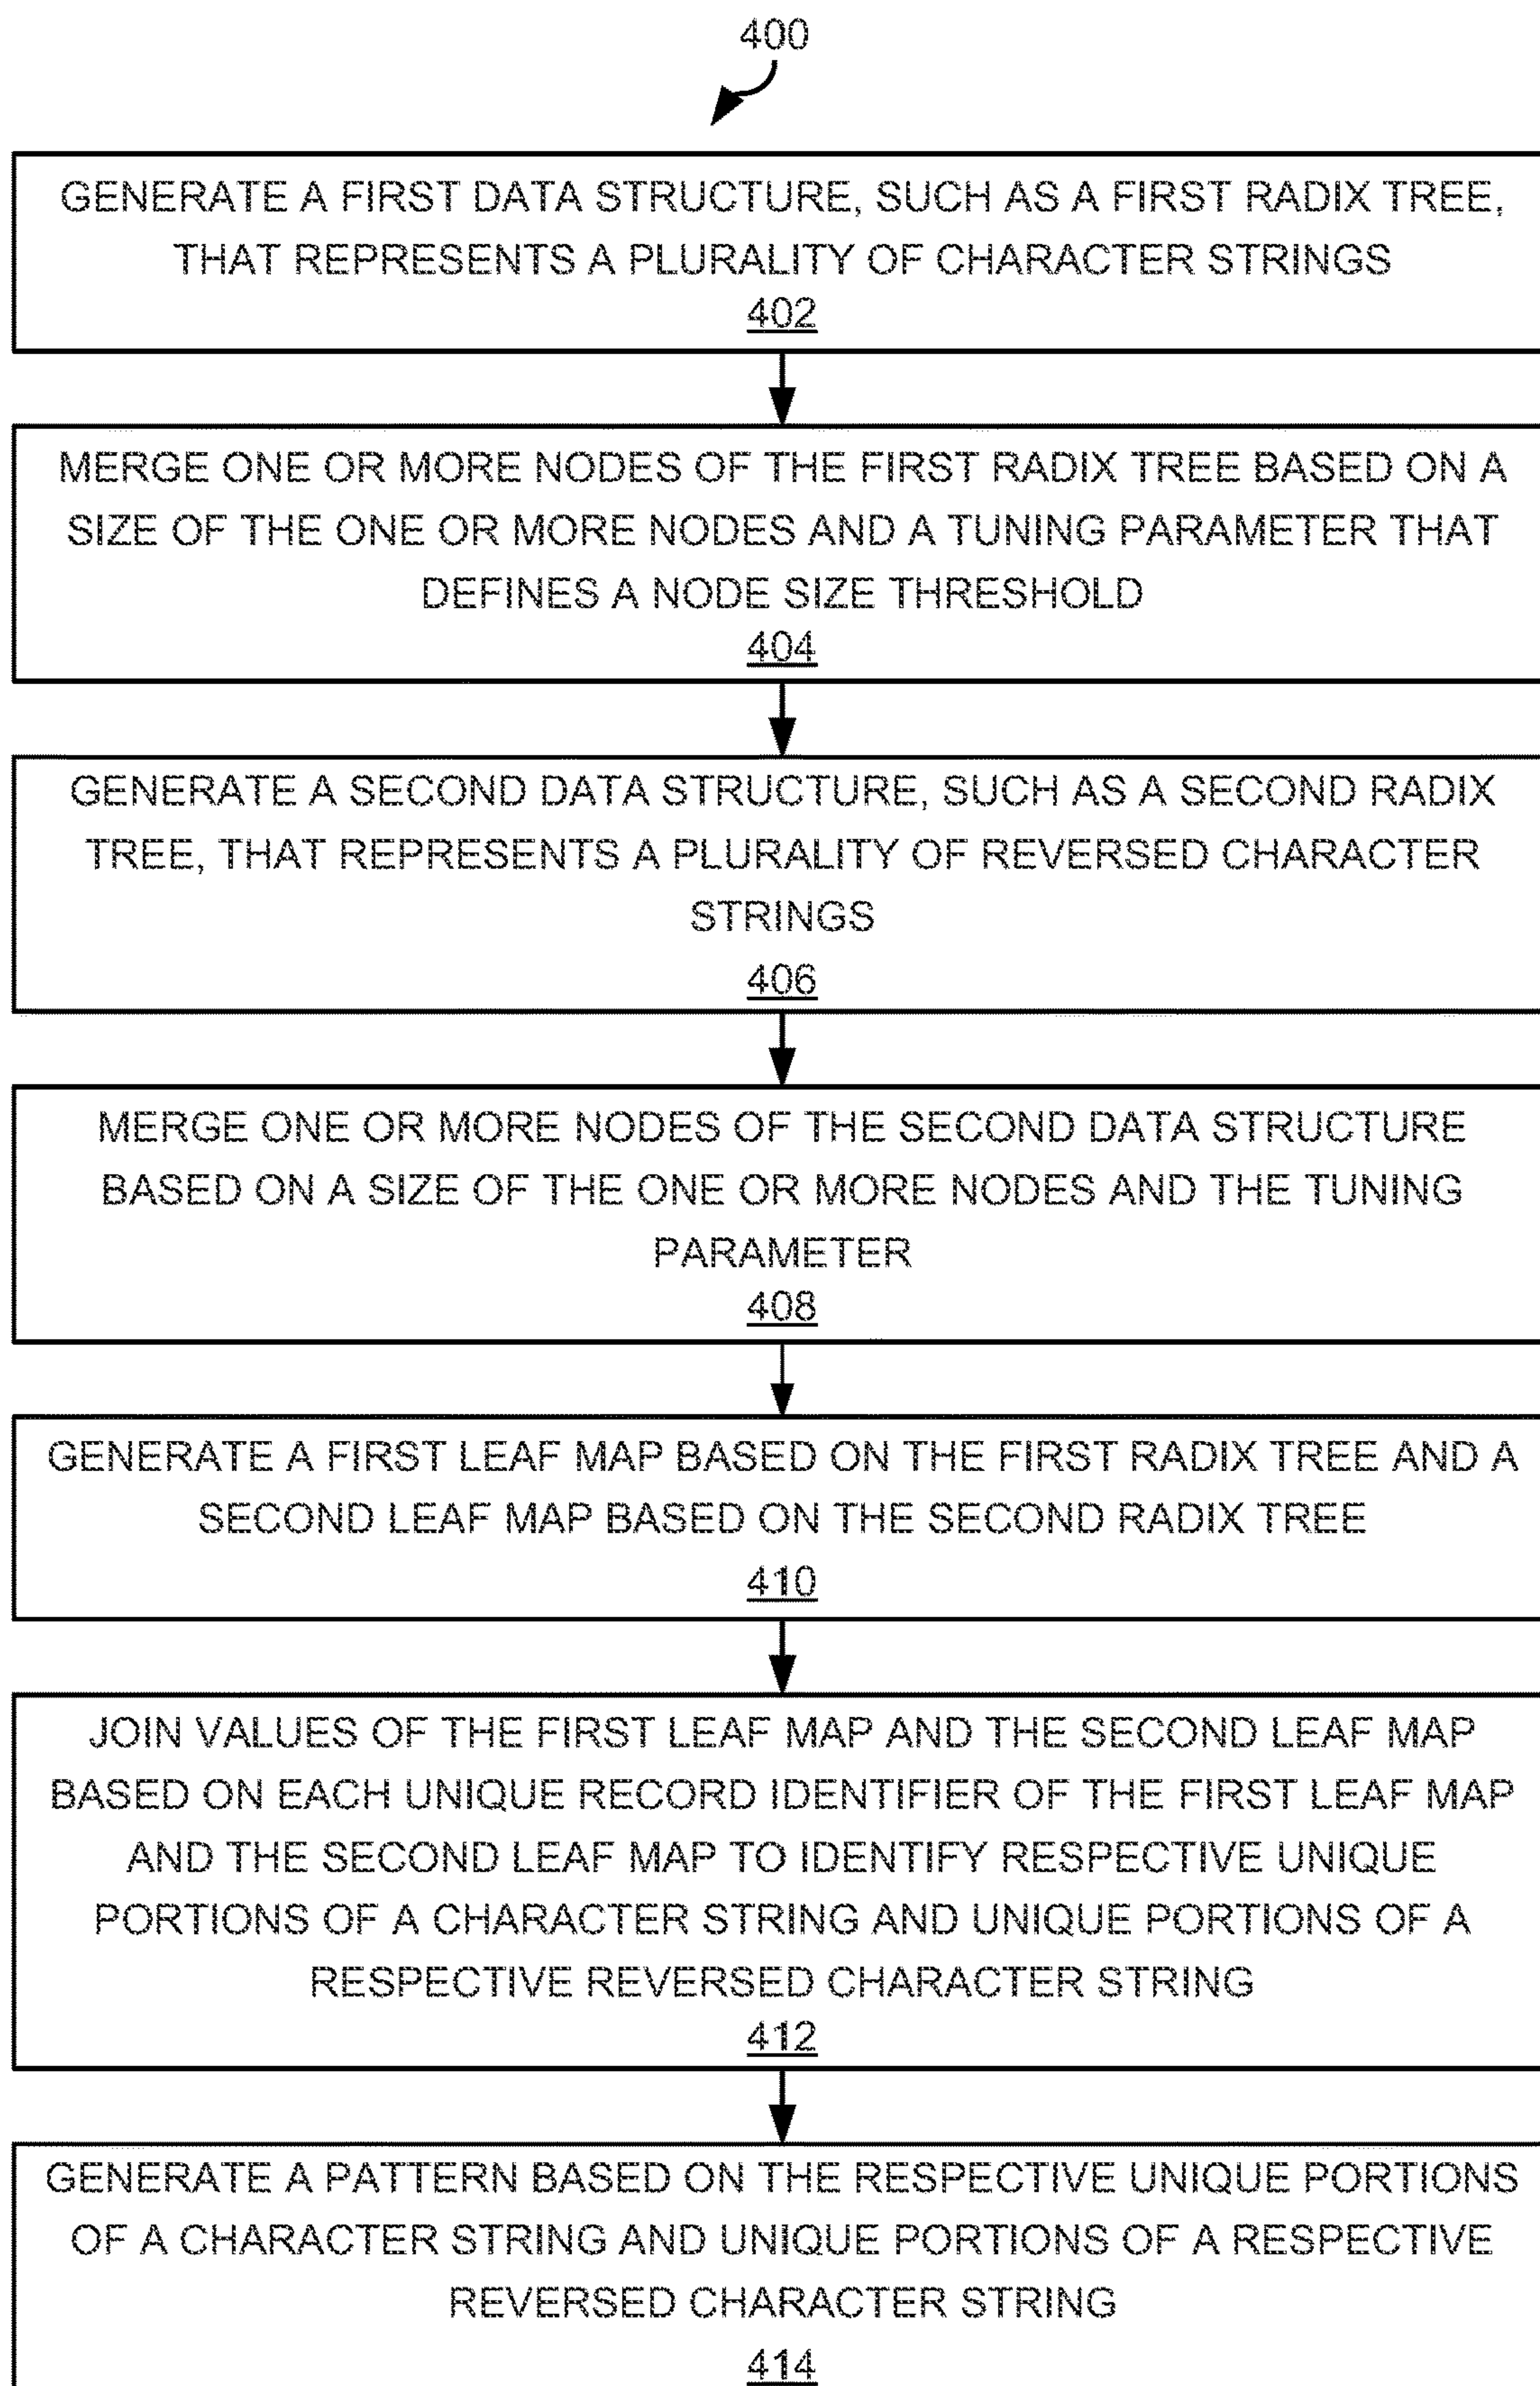 400
GENERATE A FIRST DATA STRUCTURE, SUCH AS A FIRST RADIX TREE,
THAT REPRESENTS A PLURALITY OF CHARACTER STRINGS
402
MERGE ONE OR MORE NODES OF THE FIRST RADIX TREE BASED ON A
SIZE OF THE ONE OR MORE NODES AND A TUNING PARAMETER THAT
DEFINES A NODE SIZE THRESHOLD
404
GENERATE A SECOND DATA STRUCTURE, SUCH AS A SECOND RADIX
TREE, THAT REPRESENTS A PLURALITY OF REVERSED CHARACTER
STRINGS
406
MERGE ONE OR MORE NODES OF THE SECOND DATA STRUCTURE
BASED ON A SIZE OF THE ONE OR MORE NODES AND THE TUNING
PARAMETER
408
GENERATE A FIRST LEAF MAP BASED ON THE FIRST RADIX TREE AND A
SECOND LEAF MAP BASED ON THE SECOND RADIX TREE
410
JOIN VALUES OF THE FIRST LEAF MAP AND THE SECOND LEAF MAP
BASED ON EACH UNIQUE RECORD IDENTIFIER OF THE FIRST LEAF MAP
AND THE SECOND LEAF MAP TO IDENTIFY RESPECTIVE UNIQUE
PORTIONS OF A CHARACTER STRING AND UNIQUE PORTIONS OF A
RESPECTIVE REVERSED CHARACTER STRING
412
GENERATE A PATTERN BASED ON THE RESPECTIVE UNIQUE PORTIONS
OF A CHARACTER STRING AND UNIQUE PORTIONS OF A RESPECTIVE
REVERSED CHARACTER STRING
414